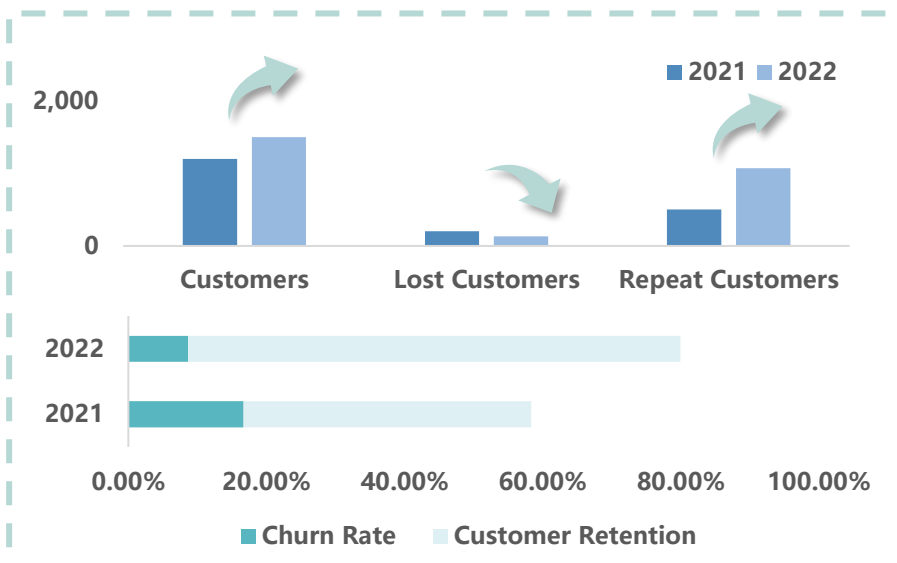 2021 2022
2,000
0
Customers Lost Customers Repeat Customers
2022
2021
0.00% 20.00% 40.00% 60.00% 80.00% 100.00%
Churn Rate Customer Retention